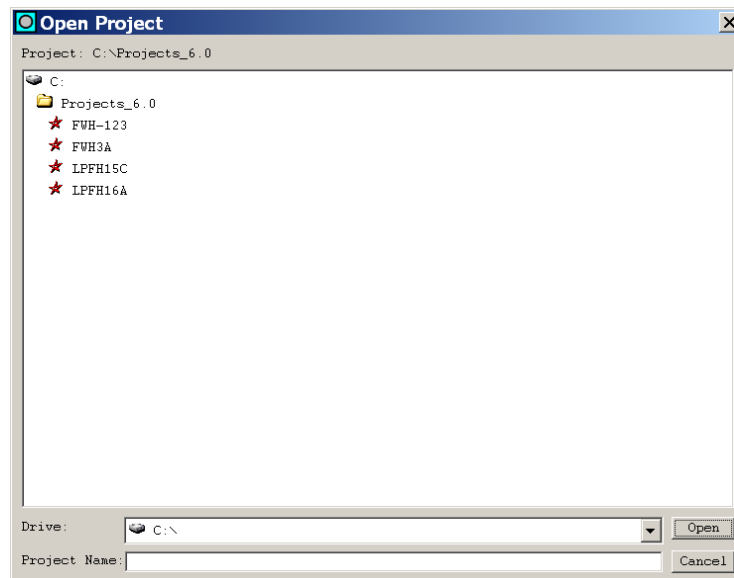 Open Project
Project: C:\Projects_6.0
C:
Projects_6.0
FWH-123
FWH3A
LPFH15C
LPFH16A
Drive: C:\ Open
Project Name: Cancel